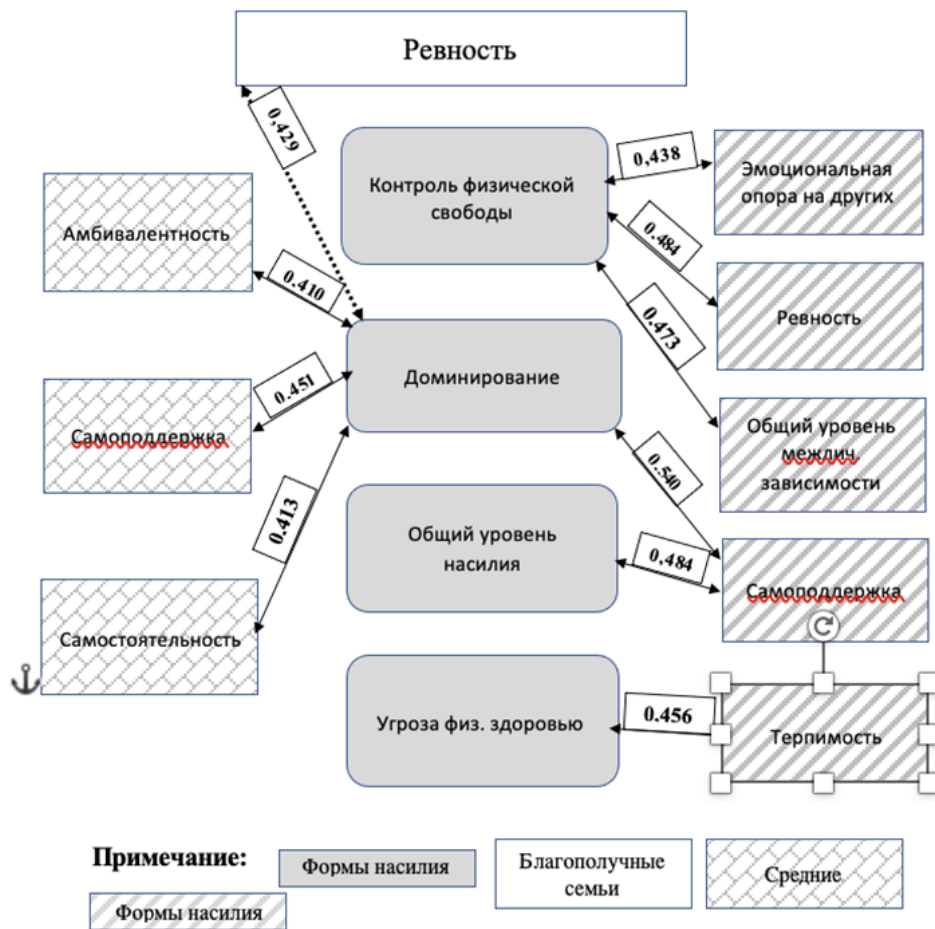 Ревность
0,429
Контроль физической
свободы
0,438
Эмоциональная
опора на других
Амбивалентность
0.410
0.484
Ревность
0.473
Доминирование
0.451
Самоподдержка
Общий уровень
межлич.
зависимости
0.540
0.413
Общий уровень
насилия
0.484
Самоподдержка
Самостоятельность
Угроза физ. здоровью
0.456
Терпимость
Примечание:
Формы насилия
Благополучные
семьи
Средние
Формы насилия